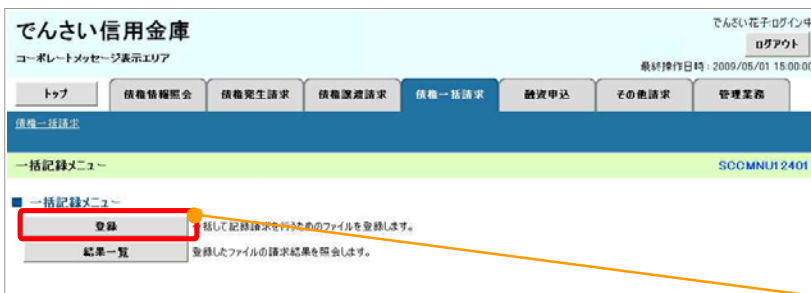 でんさい信用金庫
でんさい花子:ログイン中
ログアウト
コーポレートメッセージ表示エリア
最終操作日時：2009/05/01 15:00:00
トップ 債権情報照会 債権発生請求 債権譲渡請求 債権一括請求 融資申込 その他請求 管理業務
債権一括請求
一括記録メニュー SCCMNU12401
■ 一括記録メニュー
登録 一括して記録請求を行うためのファイルを登録します。
結果一覧 登録したファイルの請求結果を照会します。